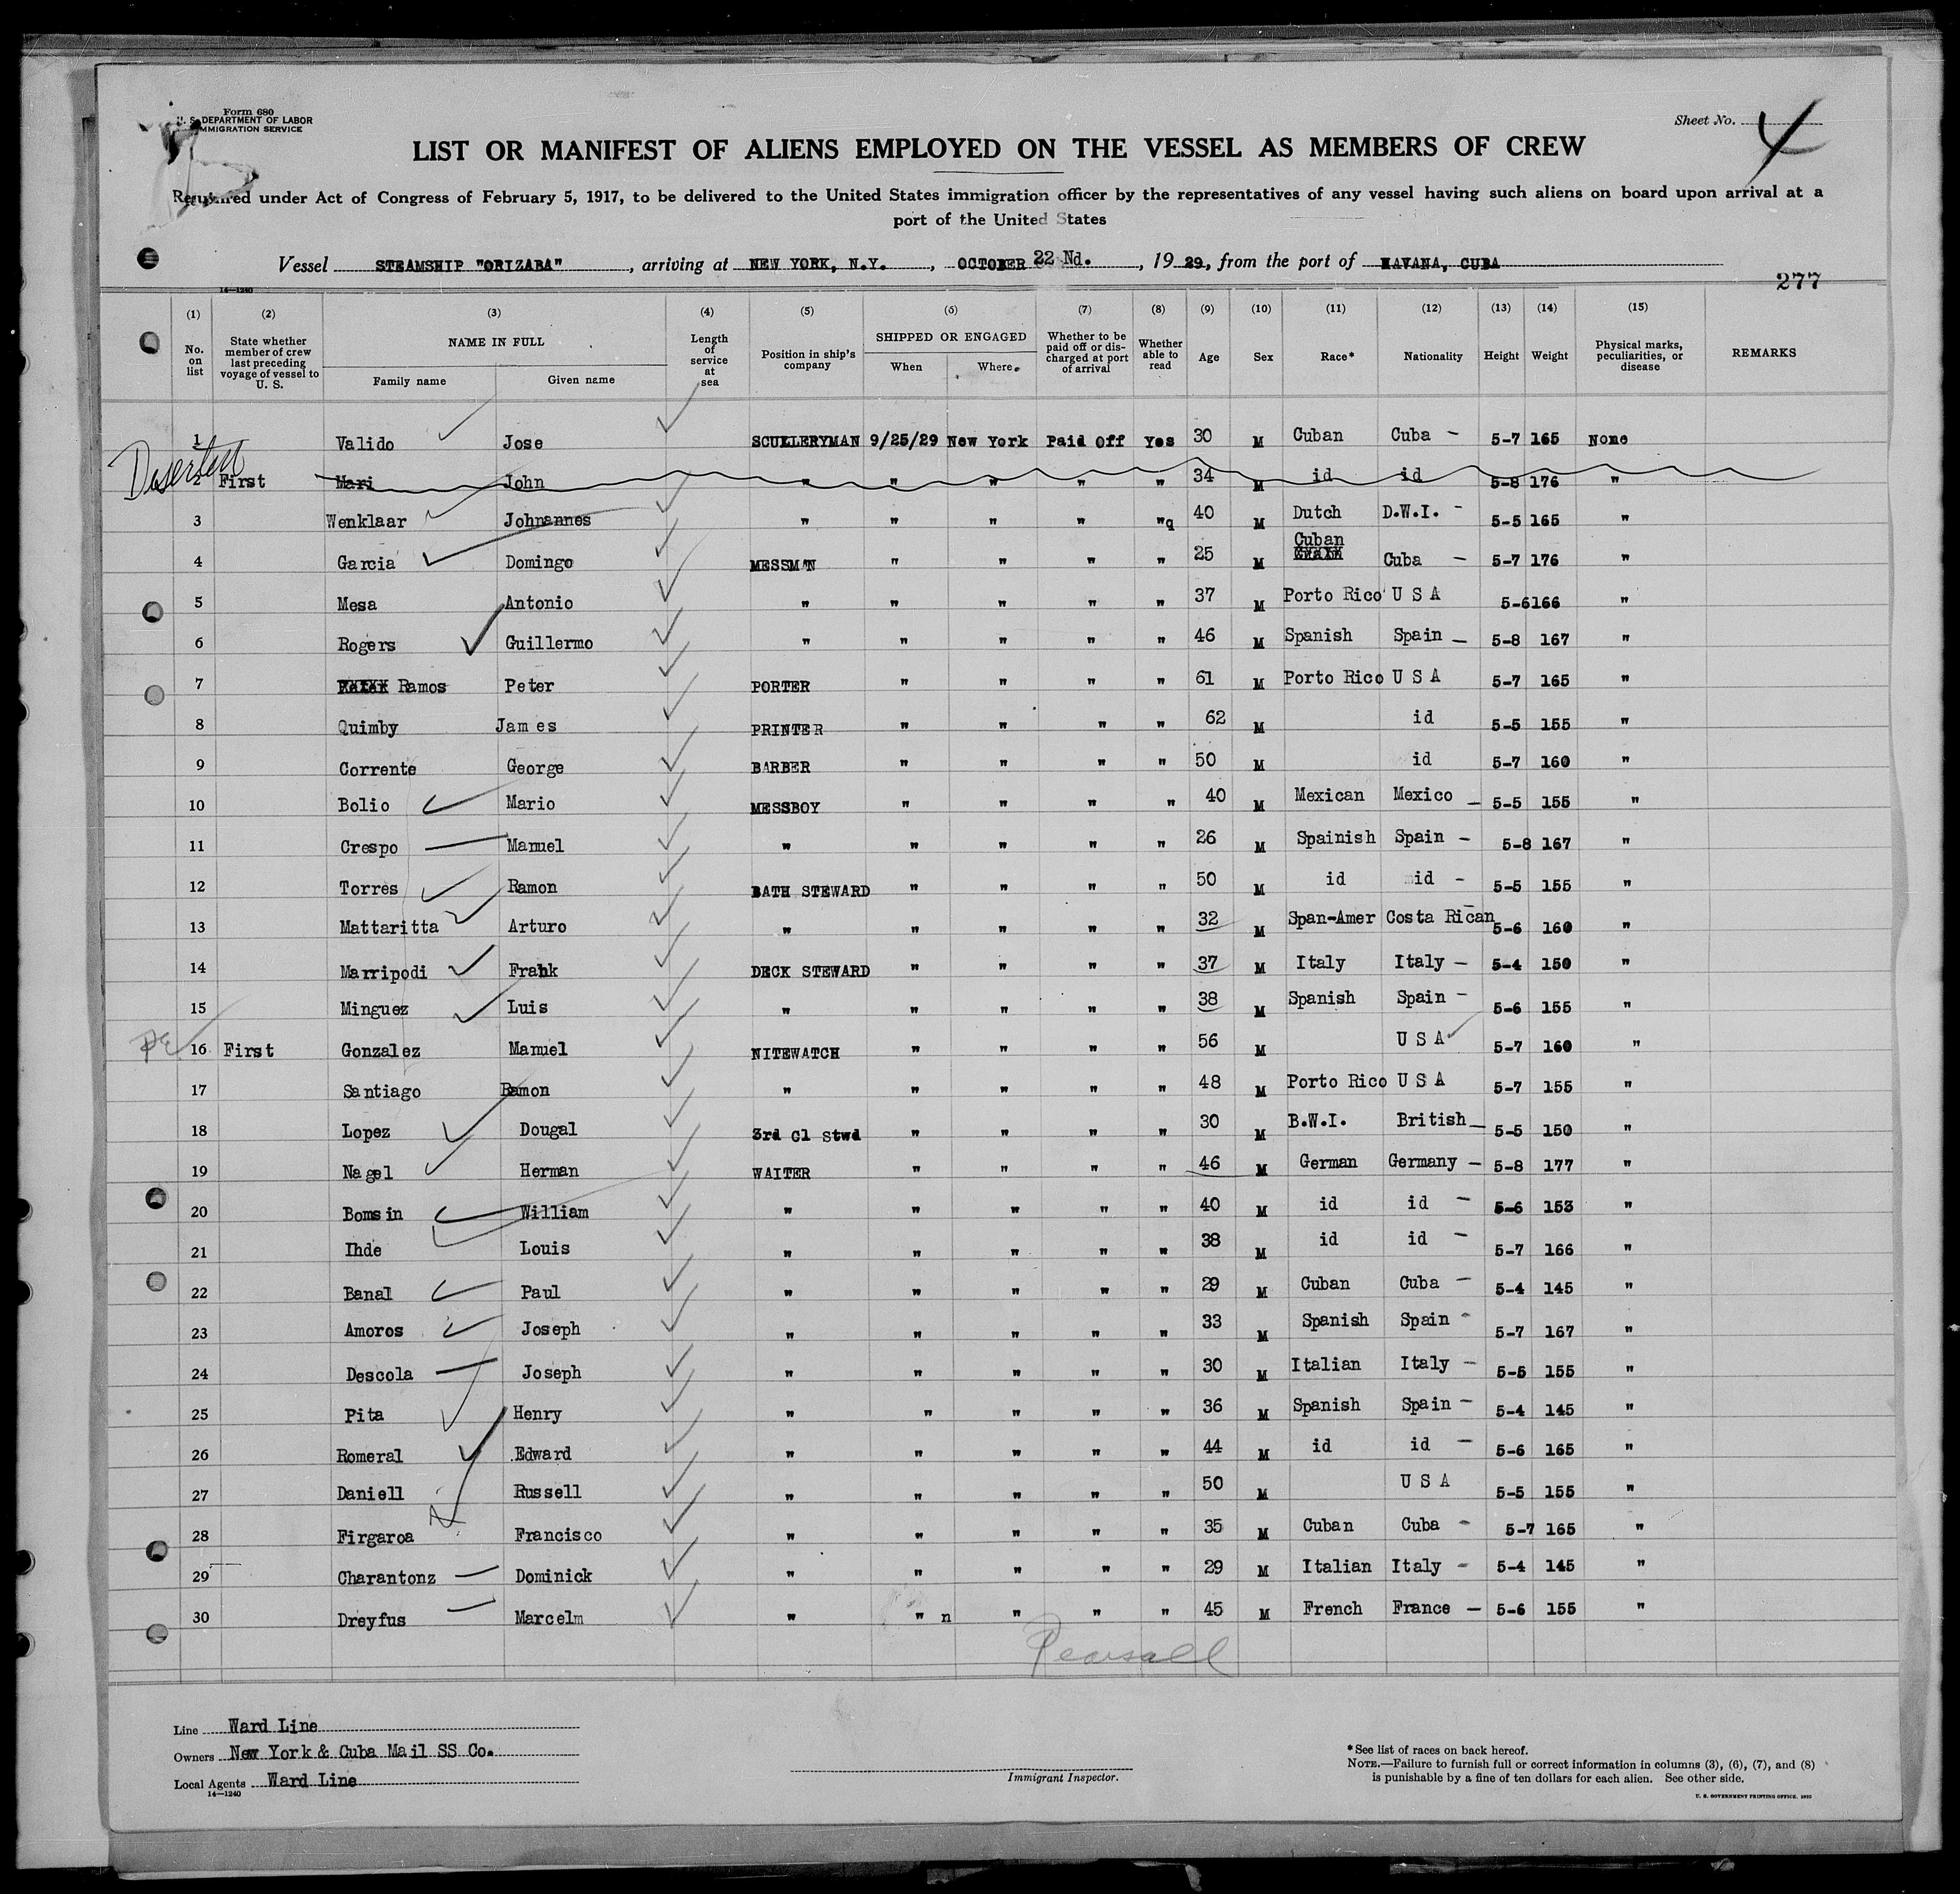 Form 680
U. S. DEPARTMENT OF LABOR
IMMIGRATION SERVICE
Sheet No. 4
LIST OR MANIFEST OF ALIENS EMPLOYED ON THE VESSEL AS MEMBERS OF CREW
Required under Act of Congress of February 5, 1917, to be delivered to the United States immigration officer by the representatives of any vessel having such aliens on board upon arrival at a
port of the United States
Vessel STEAMSHIP "ORIZABA", arriving at NEW YORK, N.Y., OCTOBER 22 Nd., 1929, from the port of HAVANA, CUBA
277
14—1240
(1) (2) (3) (4) (5) (6) (7) (8) (9) (10) (11) (12) (13) (14) (15)
No. on list | State whether member of crew last preceding voyage of vessel to U. S. | NAME IN FULL Family name Given name | Length of service at sea | Position in ship's company | SHIPPED OR ENGAGED When Where | Whether to be paid off or discharged at port of arrival | Whether able to read | Age | Sex | Race* | Nationality | Height | Weight | Physical marks, peculiarities, or disease | REMARKS
1 Valido Jose SCULLERYMAN 9/25/29 New York Paid Off Yes 30 M Cuban Cuba - 5-7 165 None
Deserted 2 First Mari John " " " " " 34 M id id 5-8 176 "
3 Wenklaar Johnannes " " " " "q 40 M Dutch D.W.I. - 5-5 165 "
4 Garcia Domingo MESSMAN " " " " 25 M Cuban Cuba - 5-7 176 "
5 Mesa Antonio " " " " " 37 M Porto Rico USA 5-6 166 "
6 Rogers Guillermo " " " " " 46 M Spanish Spain - 5-8 167 "
7 Ramos Peter PORTER " " " " 61 M Porto Rico USA 5-7 165 "
8 Quimby James PRINTER " " " " 62 M id 5-5 155 "
9 Corrente George BARBER " " " " 50 M id 5-7 160 "
10 Bolio Mario MESSBOY " " " " 40 M Mexican Mexico - 5-5 155 "
11 Crespo Manuel " " " " " 26 M Spainish Spain - 5-8 167 "
12 Torres Ramon BATH STEWARD " " " " 50 M id id - 5-5 155 "
13 Mattaritta Arturo " " " " " 32 M Span-Amer Costa Rican 5-6 160 "
14 Marripodi Frank DECK STEWARD " " " " 37 M Italy Italy - 5-4 150 "
15 Minguez Luis " " " " " 38 M Spanish Spain - 5-6 155 "
16 First Gonzalez Manuel NITEWATCH " " " " 56 M USA 5-7 160 "
17 Santiago Ramon " " " " " 48 M Porto Rico USA 5-7 155 "
18 Lopez Dougal 3rd Cl Stwd " " " " 30 M B.W.I. British - 5-5 150 "
19 Nagel Herman WAITER " " " " 46 M German Germany - 5-8 177 "
20 Bomsin William " " " " " 40 M id id - 5-6 153 "
21 Ihde Louis " " " " " 38 M id id - 5-7 166 "
22 Banal Paul " " " " " 29 M Cuban Cuba - 5-4 145 "
23 Amoros Joseph " " " " " 33 M Spanish Spain - 5-7 167 "
24 Descola Joseph " " " " " 30 M Italian Italy - 5-5 155 "
25 Pita Henry " " " " " 36 M Spanish Spain - 5-4 145 "
26 Romeral Edward " " " " " 44 M id id - 5-6 165 "
27 Daniell Russell " " " " " 50 M USA 5-5 155 "
28 Firgaroa Francisco " " " " " 35 M Cuban Cuba - 5-7 165 "
29 Charantonz Dominick " " " " " 29 M Italian Italy - 5-4 145 "
30 Dreyfus Marcelm " " n " " " 45 M French France - 5-6 155 "
Pearsall
Line Ward Line
Owners New York & Cuba Mail SS Co.
Local Agents Ward Line
14—1240
Immigrant Inspector.
*See list of races on back hereof.
NOTE.—Failure to furnish full or correct information in columns (3), (6), (7), and (8)
is punishable by a fine of ten dollars for each alien. See other side.
U. S. GOVERNMENT PRINTING OFFICE. 1925